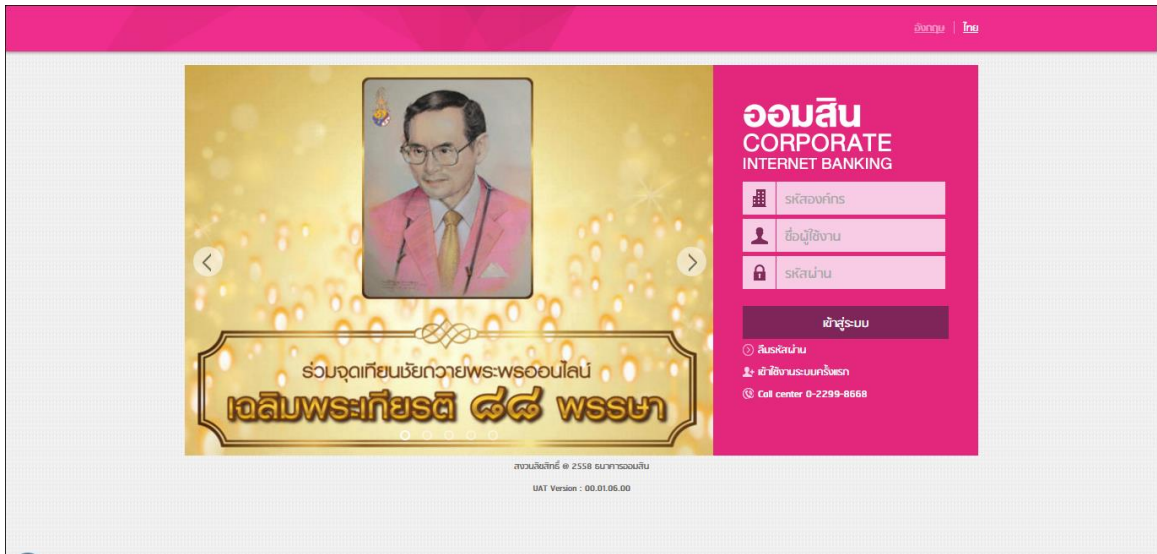 อังกฤษ | ไทย
ออมสิน
CORPORATE
INTERNET BANKING
รหัสองค์กร
ชื่อผู้ใช้งาน
รหัสผ่าน
เข้าสู่ระบบ
ลืมรหัสผ่าน
เข้าใช้งานระบบครั้งแรก
Call center 0-2299-8668
ร่วมจุดเทียนชัยถวายพระพรออนไลน์
เฉลิมพระเกียรติ ๘๘ พรรษา
สงวนลิขสิทธิ์ @ 2558 ธนาคารออมสิน
UAT Version : 00.01.06.00